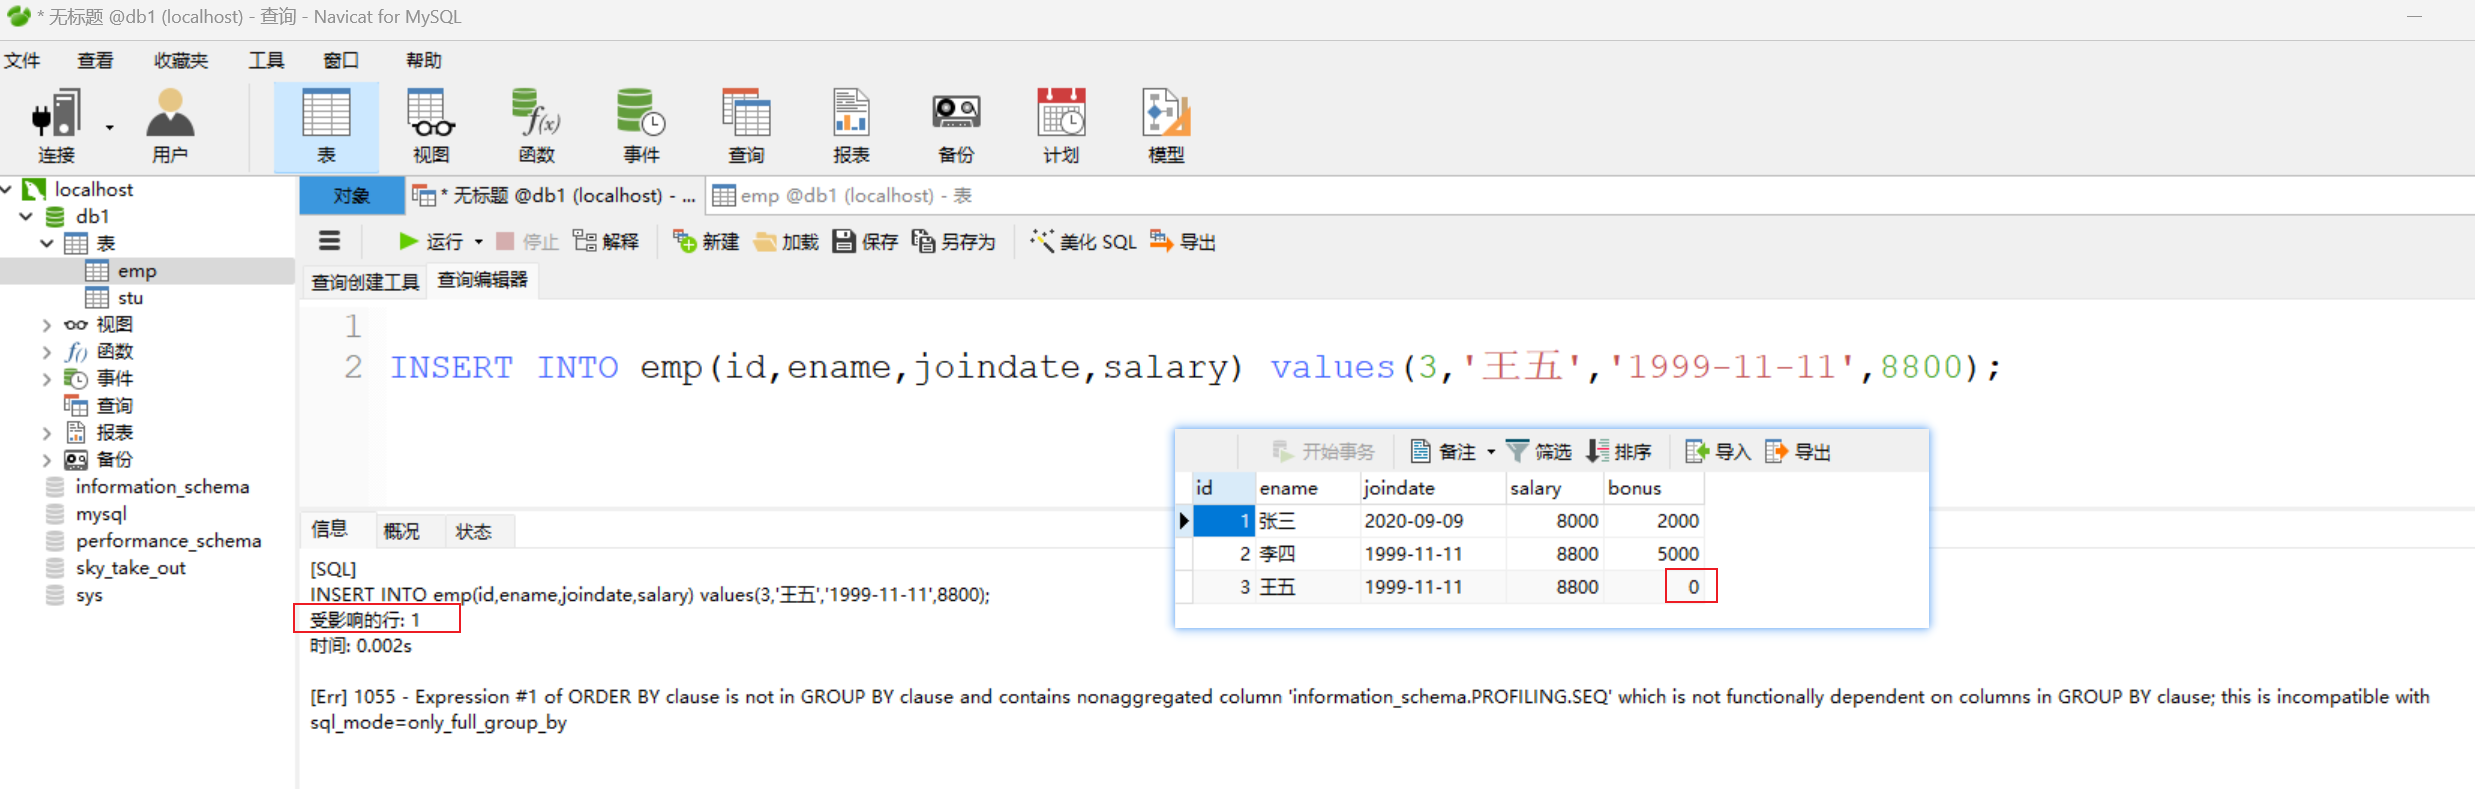 * 无标题 @db1 (localhost) - 查询 - Navicat for MySQL
文件 查看 收藏夹 工具 窗口 帮助
连接 用户 表 视图 函数 事件 查询 报表 备份 计划 模型
localhost
db1
表
emp
stu
视图
函数
事件
查询
报表
备份
information_schema
mysql
performance_schema
sky_take_out
sys
对象 * 无标题 @db1 (localhost) - ... emp @db1 (localhost) - 表
运行 停止 解释 新建 加载 保存 另存为 美化 SQL 导出
查询创建工具 查询编辑器
1
2 INSERT INTO emp(id,ename,joindate,salary) values(3,'王五','1999-11-11',8800);
开始事务 备注 筛选 排序 导入 导出
id ename joindate salary bonus
1 张三 2020-09-09 8000 2000
2 李四 1999-11-11 8800 5000
3 王五 1999-11-11 8800 0
信息 概况 状态
[SQL]
INSERT INTO emp(id,ename,joindate,salary) values(3,'王五','1999-11-11',8800);
受影响的行: 1
时间: 0.002s
[Err] 1055 - Expression #1 of ORDER BY clause is not in GROUP BY clause and contains nonaggregated column 'information_schema.PROFILING.SEQ' which is not functionally dependent on columns in GROUP BY clause; this is incompatible with
sql_mode=only_full_group_by